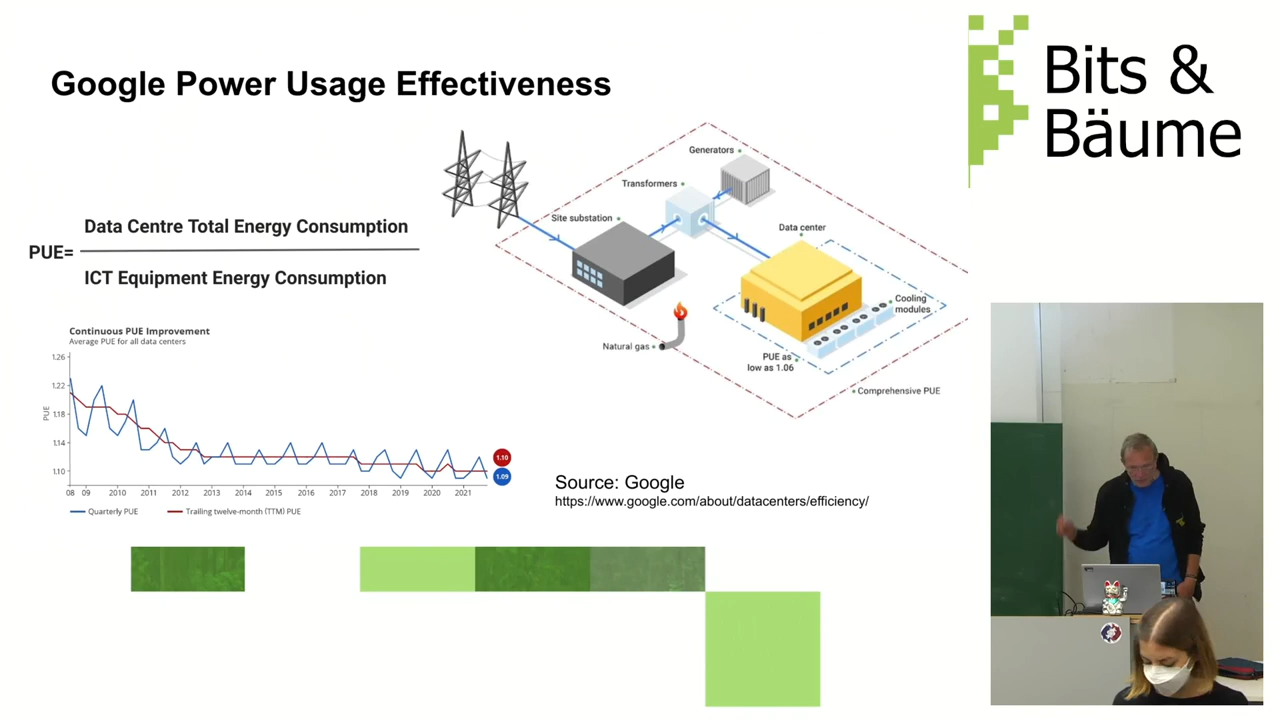 Google Power Usage Effectiveness
Bits &
Bäume
PUE=
Data Centre Total Energy Consumption
ICT Equipment Energy Consumption
Generators
Transformers
Site substation
Data center
Cooling
modules
Natural gas
PUE as
low as 1.06
Comprehensive PUE
Continuous PUE Improvement
Average PUE for all data centers
PUE
1.26
1.22
1.18
1.14
1.10
08 09 2010 2011 2012 2013 2014 2015 2016 2017 2018 2019 2020 2021
1.10
1.09
Quarterly PUE
Trailing twelve-month (TTM) PUE
Source: Google
https://www.google.com/about/datacenters/efficiency/